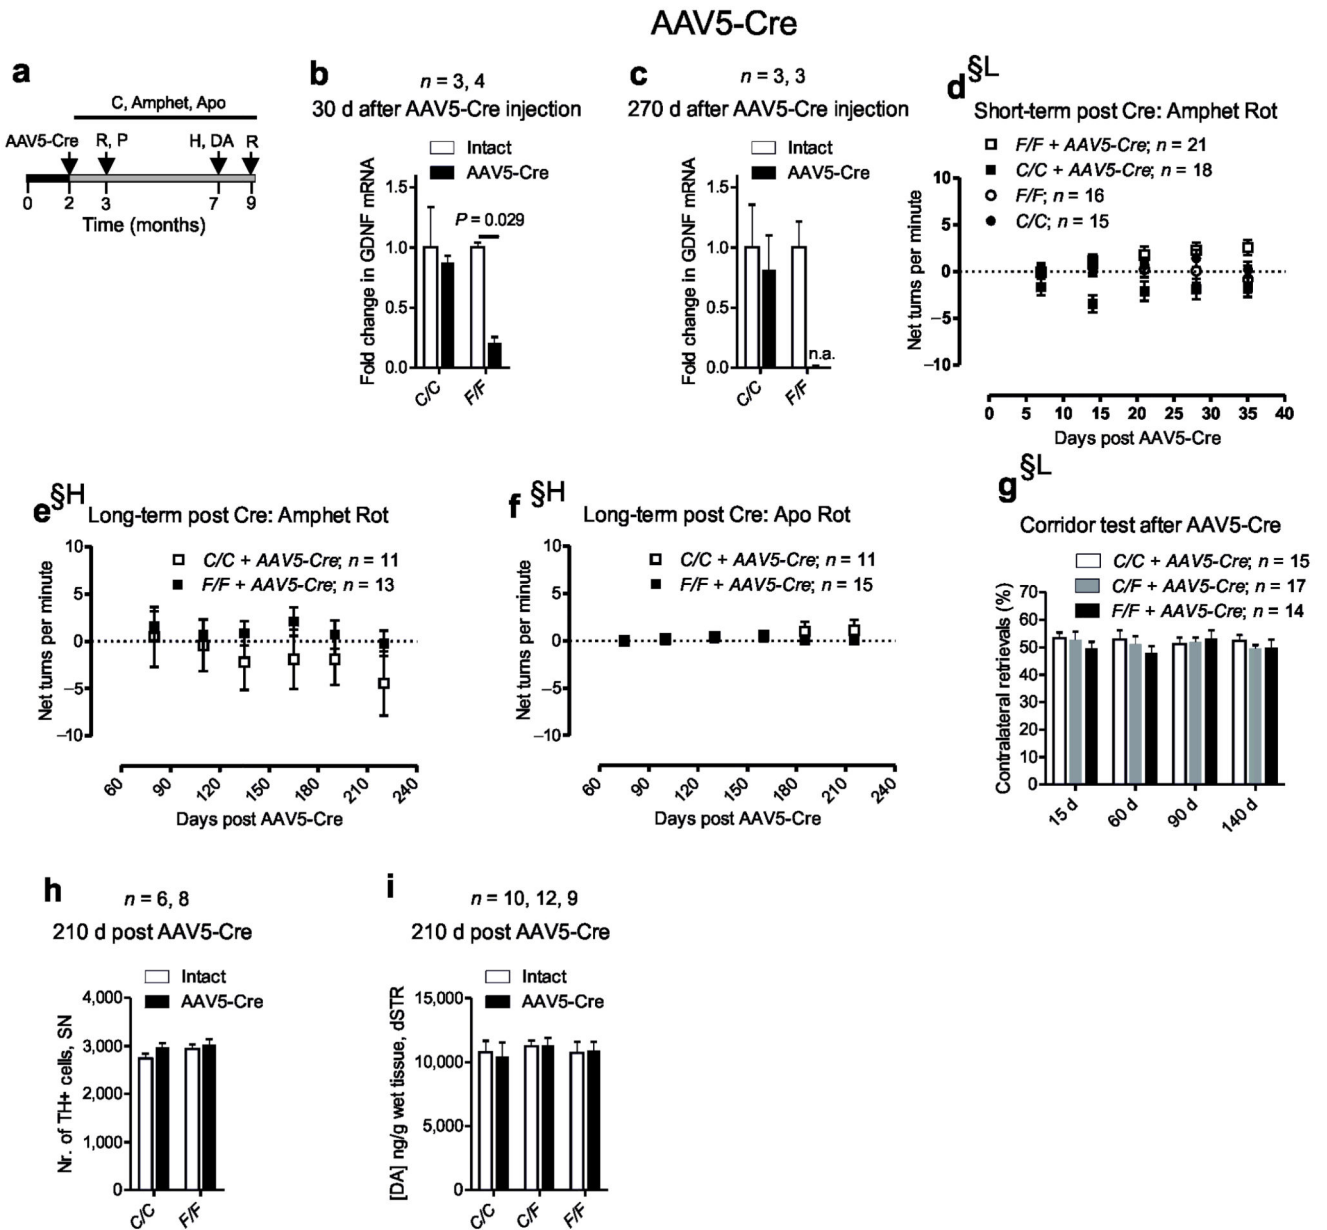 AAV5-Cre
a
C, Amphet, Apo
AAV5-Cre R, P H, DA R
0 2 3 7 9
Time (months)
b
n = 3, 4
30 d after AAV5-Cre injection
Intact
AAV5-Cre
Fold change in GDNF mRNA
1.5
1.0
0.5
0.0
P = 0.029
C/C F/F
c
n = 3, 3
270 d after AAV5-Cre injection
Intact
AAV5-Cre
Fold change in GDNF mRNA
1.5
1.0
0.5
0.0
n.a.
C/C F/F
d §L
Short-term post Cre: Amphet Rot
F/F + AAV5-Cre; n = 21
C/C + AAV5-Cre; n = 18
F/F; n = 16
C/C; n = 15
Net turns per minute
10
5
0
–5
–10
0 5 10 15 20 25 30 35 40
Days post AAV5-Cre
e §H
Long-term post Cre: Amphet Rot
C/C + AAV5-Cre; n = 11
F/F + AAV5-Cre; n = 13
Net turns per minute
10
5
0
–5
–10
60 90 120 150 180 210 240
Days post AAV5-Cre
f §H
Long-term post Cre: Apo Rot
C/C + AAV5-Cre; n = 11
F/F + AAV5-Cre; n = 15
Net turns per minute
10
5
0
–5
–10
60 90 120 150 180 210 240
Days post AAV5-Cre
g §L
Corridor test after AAV5-Cre
C/C + AAV5-Cre; n = 15
C/F + AAV5-Cre; n = 17
F/F + AAV5-Cre; n = 14
Contralateral retrievals (%)
70
60
50
40
30
20
10
0
15 d 60 d 90 d 140 d
h
n = 6, 8
210 d post AAV5-Cre
Intact
AAV5-Cre
Nr. of TH+ cells, SN
4,000
3,000
2,000
1,000
0
C/C F/F
i
n = 10, 12, 9
210 d post AAV5-Cre
Intact
AAV5-Cre
[DA] ng/g wet tissue, dSTR
15,000
10,000
5,000
0
C/C C/F F/F